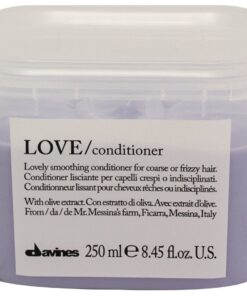 LOVE/conditioner
Lovely smoothing conditioner for coarse or frizzy hair.
Conditioner lisciante per capelli crespi o indisciplinati.
Conditionneur lissant pour cheveux rêches ou indisciplinés.
With olive extract. Con estratto di oliva. Avec extrait d'olive.
From / da / de Mr. Messina's farm, Ficarra, Messina, Italy
davines 250 ml ℮ 8.45 fl.oz. U.S.